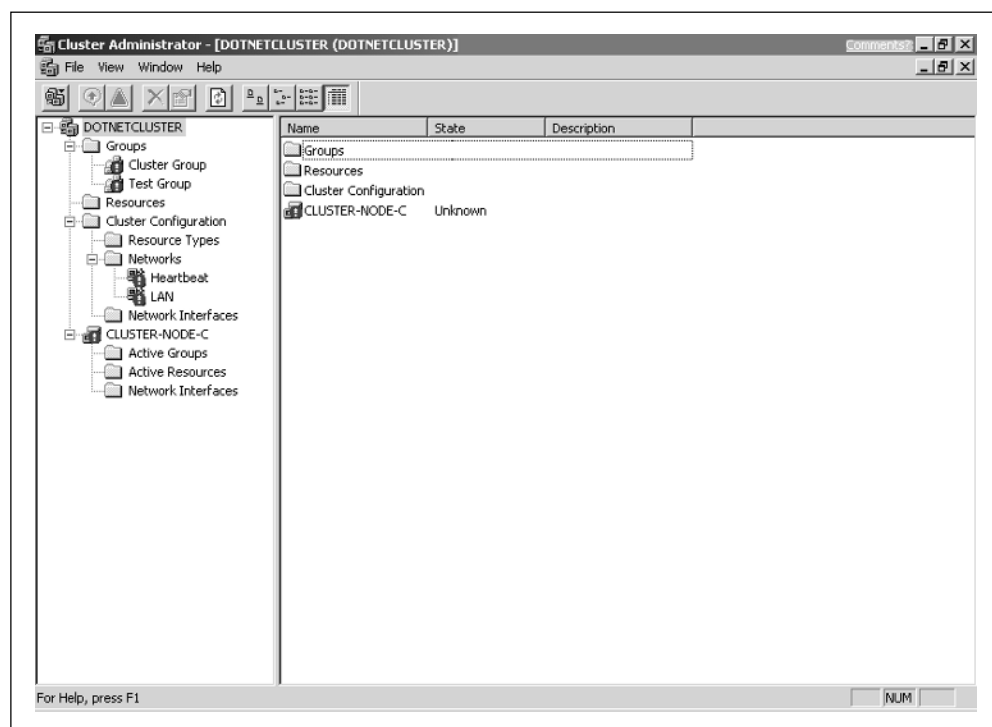 Cluster Administrator - [DOTNETCLUSTER (DOTNETCLUSTER)]
Comments?
File View Window Help
DOTNETCLUSTER
Groups
Cluster Group
Test Group
Resources
Cluster Configuration
Resource Types
Networks
Heartbeat
LAN
Network Interfaces
CLUSTER-NODE-C
Active Groups
Active Resources
Network Interfaces
Name State Description
Groups
Resources
Cluster Configuration
CLUSTER-NODE-C Unknown
For Help, press F1
NUM